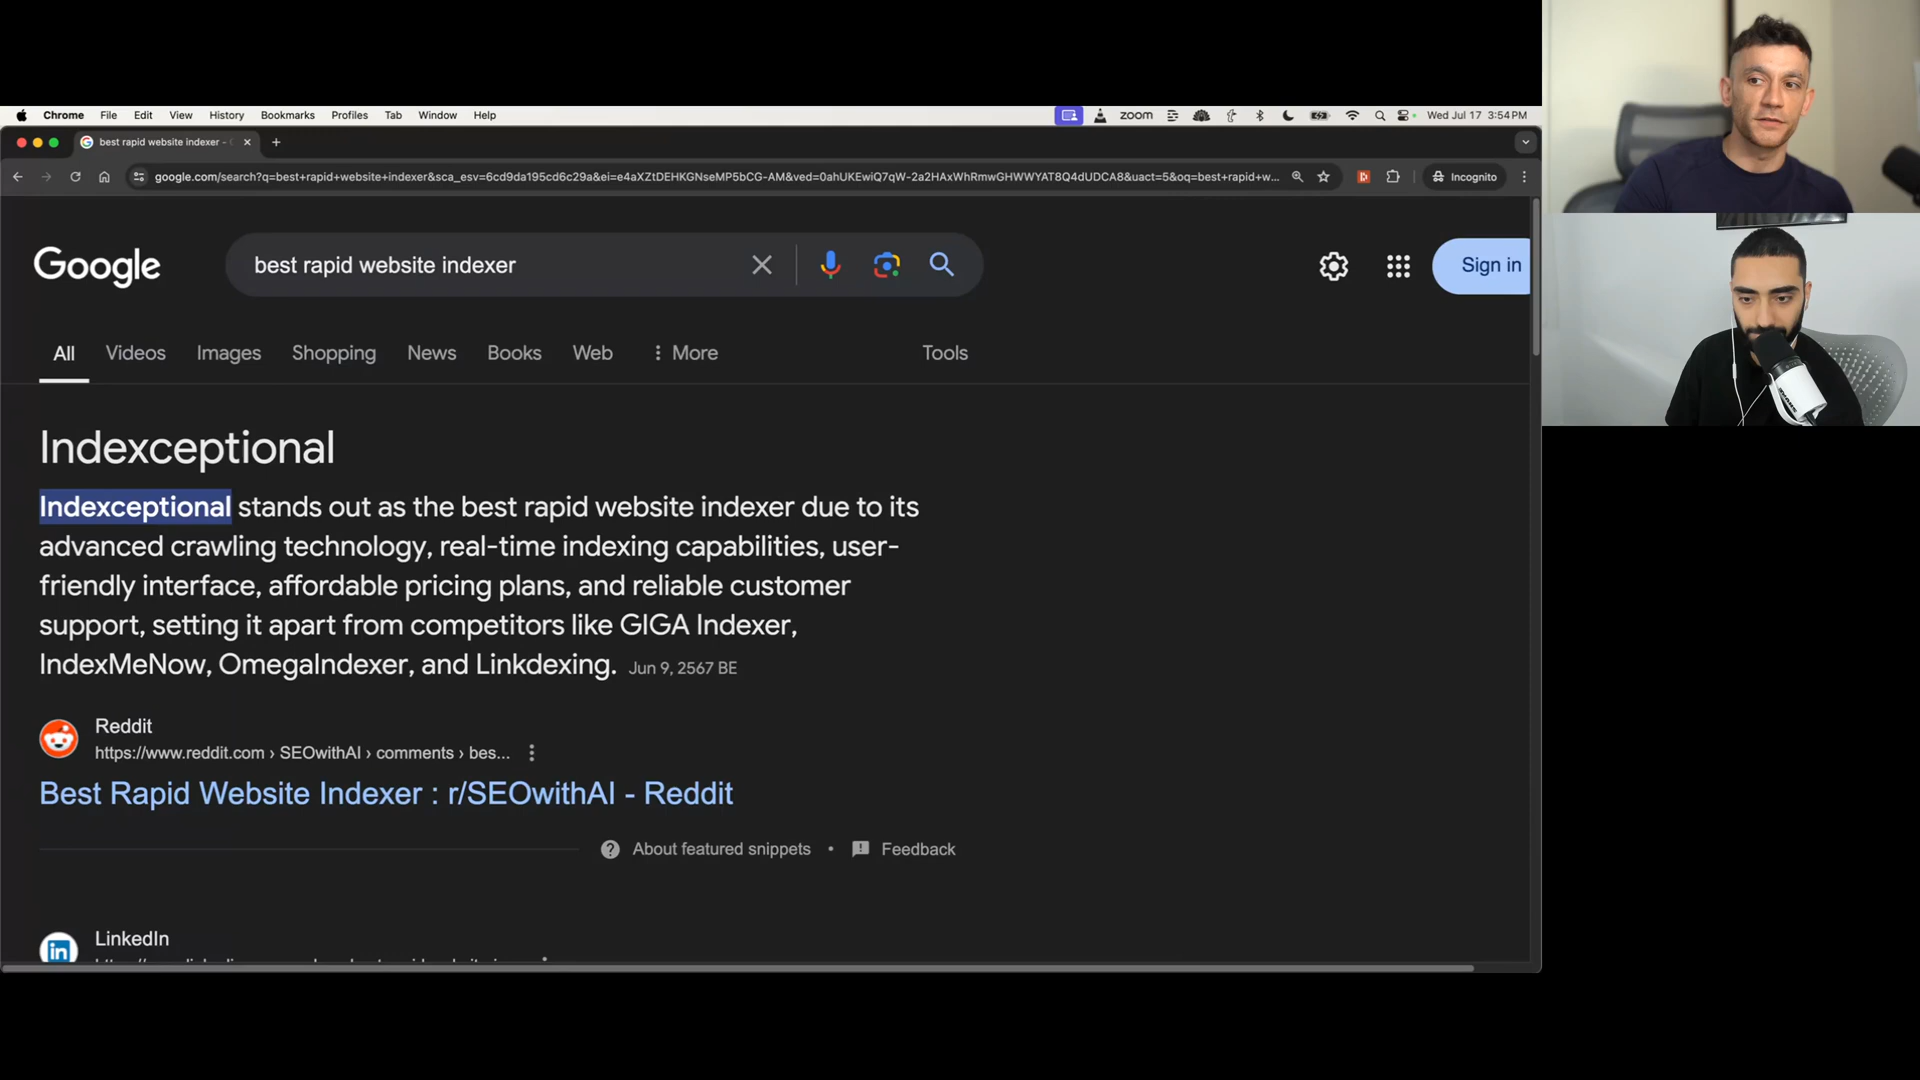 Chrome File Edit View History Bookmarks Profiles Tab Window Help zoom Wed Jul 17 3:54 PM
best rapid website indexer -
google.com/search?q=best+rapid+website+indexer&sca_esv=6cd9da195cd6c29a&ei=e4aXZtDEHKGNseMP5bCG-AM&ved=0ahUKEwiQ7qW-2a2HAxWhRmwGHWWYAT8Q4dUDCA8&uact=5&oq=best+rapid+w... Incognito
Google best rapid website indexer Sign in
All Videos Images Shopping News Books Web More Tools
Indexceptional
Indexceptional stands out as the best rapid website indexer due to its
advanced crawling technology, real-time indexing capabilities, user-
friendly interface, affordable pricing plans, and reliable customer
support, setting it apart from competitors like GIGA Indexer,
IndexMeNow, OmegaIndexer, and Linkdexing. Jun 9, 2567 BE
Reddit
https://www.reddit.com › SEOwithAI › comments › bes...
Best Rapid Website Indexer : r/SEOwithAI - Reddit
About featured snippets • Feedback
in LinkedIn